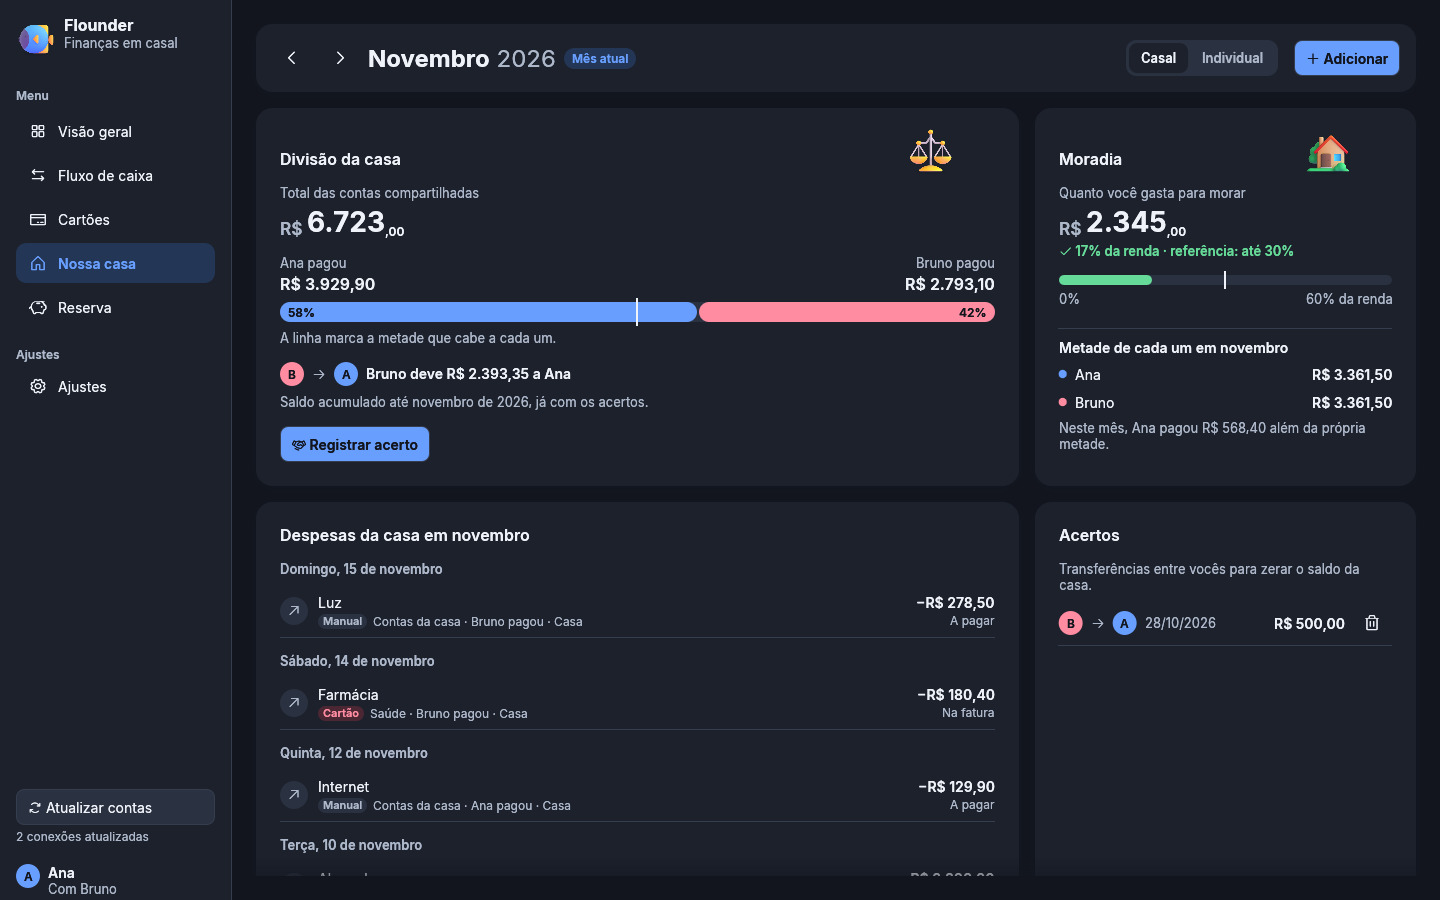 Flounder
Finanças em casal
Menu
Visão geral
Fluxo de caixa
Cartões
Nossa casa
Reserva
Ajustes
Ajustes
Atualizar contas
2 conexões atualizadas
A
Ana
Com Bruno
Novembro 2026
Mês atual
Casal
Individual
+ Adicionar
Divisão da casa
Total das contas compartilhadas
R$ 6.723,00
Ana pagou
Bruno pagou
R$ 3.929,90
R$ 2.793,10
58%
42%
A linha marca a metade que cabe a cada um.
B → A Bruno deve R$ 2.393,35 a Ana
Saldo acumulado até novembro de 2026, já com os acertos.
Registrar acerto
Moradia
Quanto você gasta para morar
R$ 2.345,00
✓ 17% da renda · referência: até 30%
0%
60% da renda
Metade de cada um em novembro
Ana
R$ 3.361,50
Bruno
R$ 3.361,50
Neste mês, Ana pagou R$ 568,40 além da própria
metade.
Despesas da casa em novembro
Domingo, 15 de novembro
Luz
−R$ 278,50
Manual Contas da casa · Bruno pagou · Casa
A pagar
Sábado, 14 de novembro
Farmácia
−R$ 180,40
Cartão Saúde · Bruno pagou · Casa
Na fatura
Quinta, 12 de novembro
Internet
−R$ 129,90
Manual Contas da casa · Ana pagou · Casa
A pagar
Terça, 10 de novembro
Acertos
Transferências entre vocês para zerar o saldo da
casa.
B → A 28/10/2026
R$ 500,00